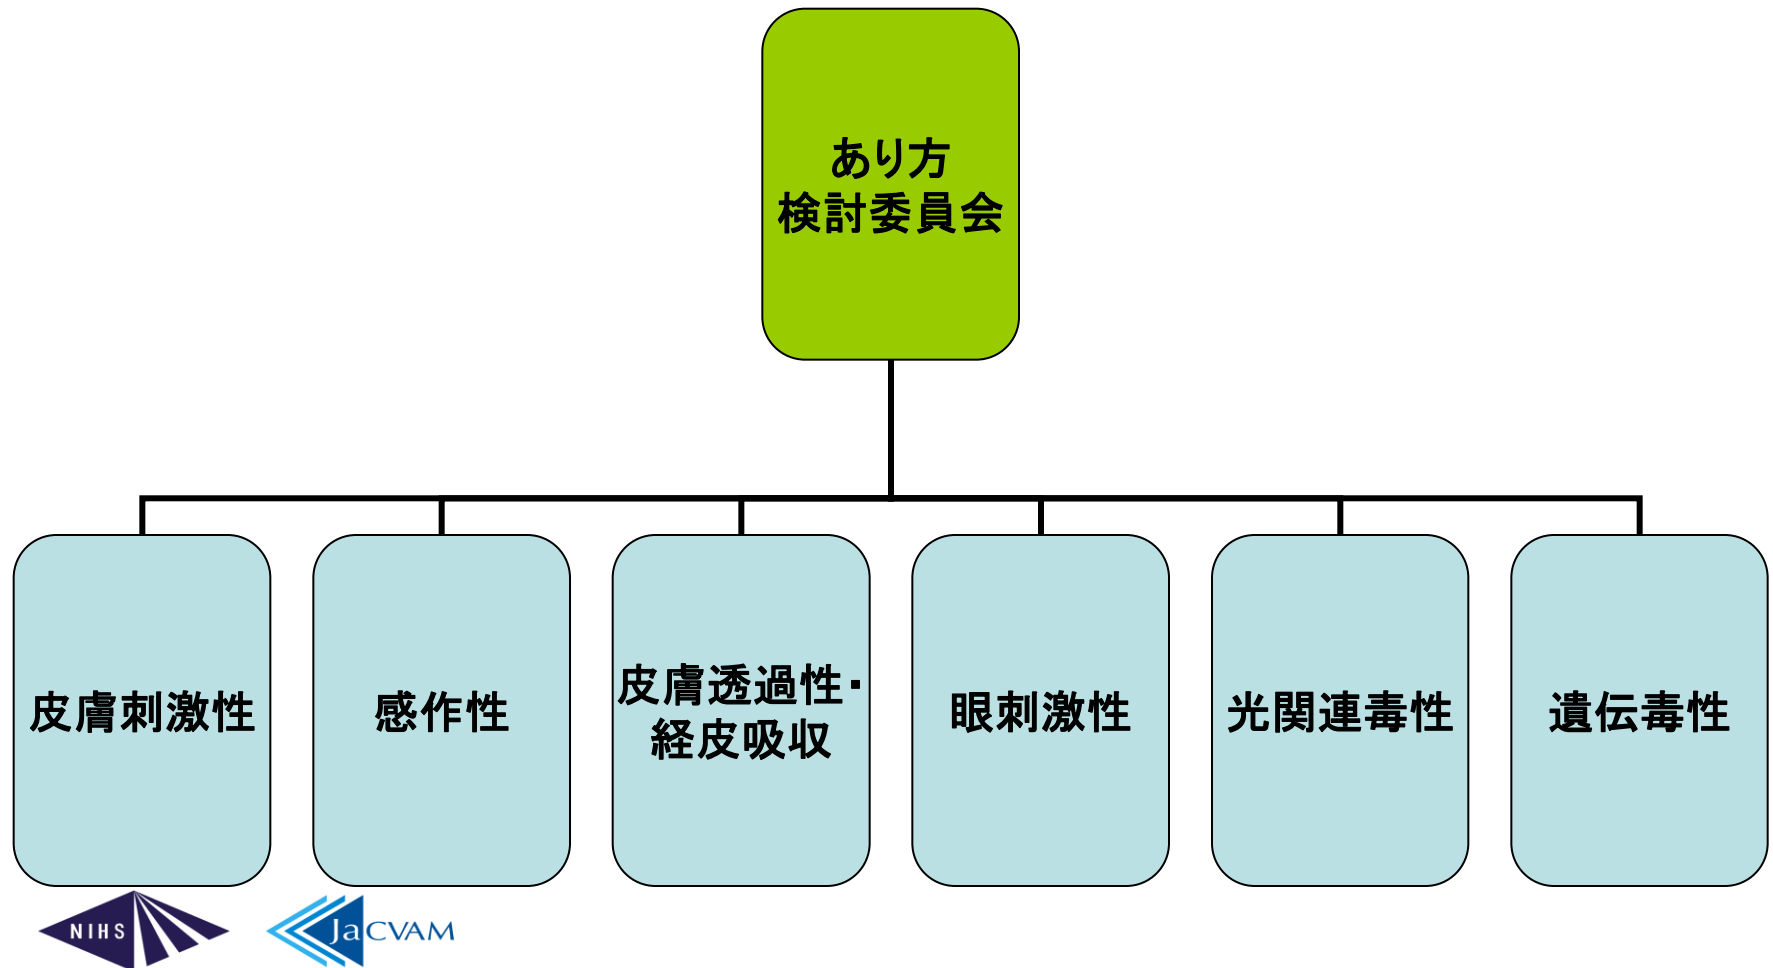 あり方
検討委員会
皮膚刺激性
感作性
皮膚透過性・
経皮吸収
眼刺激性
光関連毒性
遺伝毒性
NIHS
JaCVAM